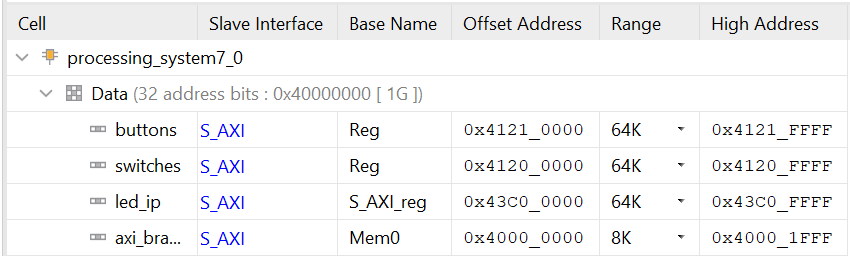 Cell Slave Interface Base Name Offset Address Range High Address
processing_system7_0
Data (32 address bits : 0x40000000 [ 1G ])
buttons S_AXI Reg 0x4121_0000 64K 0x4121_FFFF
switches S_AXI Reg 0x4120_0000 64K 0x4120_FFFF
led_ip S_AXI S_AXI_reg 0x43C0_0000 64K 0x43C0_FFFF
axi_bra... S_AXI Mem0 0x4000_0000 8K 0x4000_1FFF